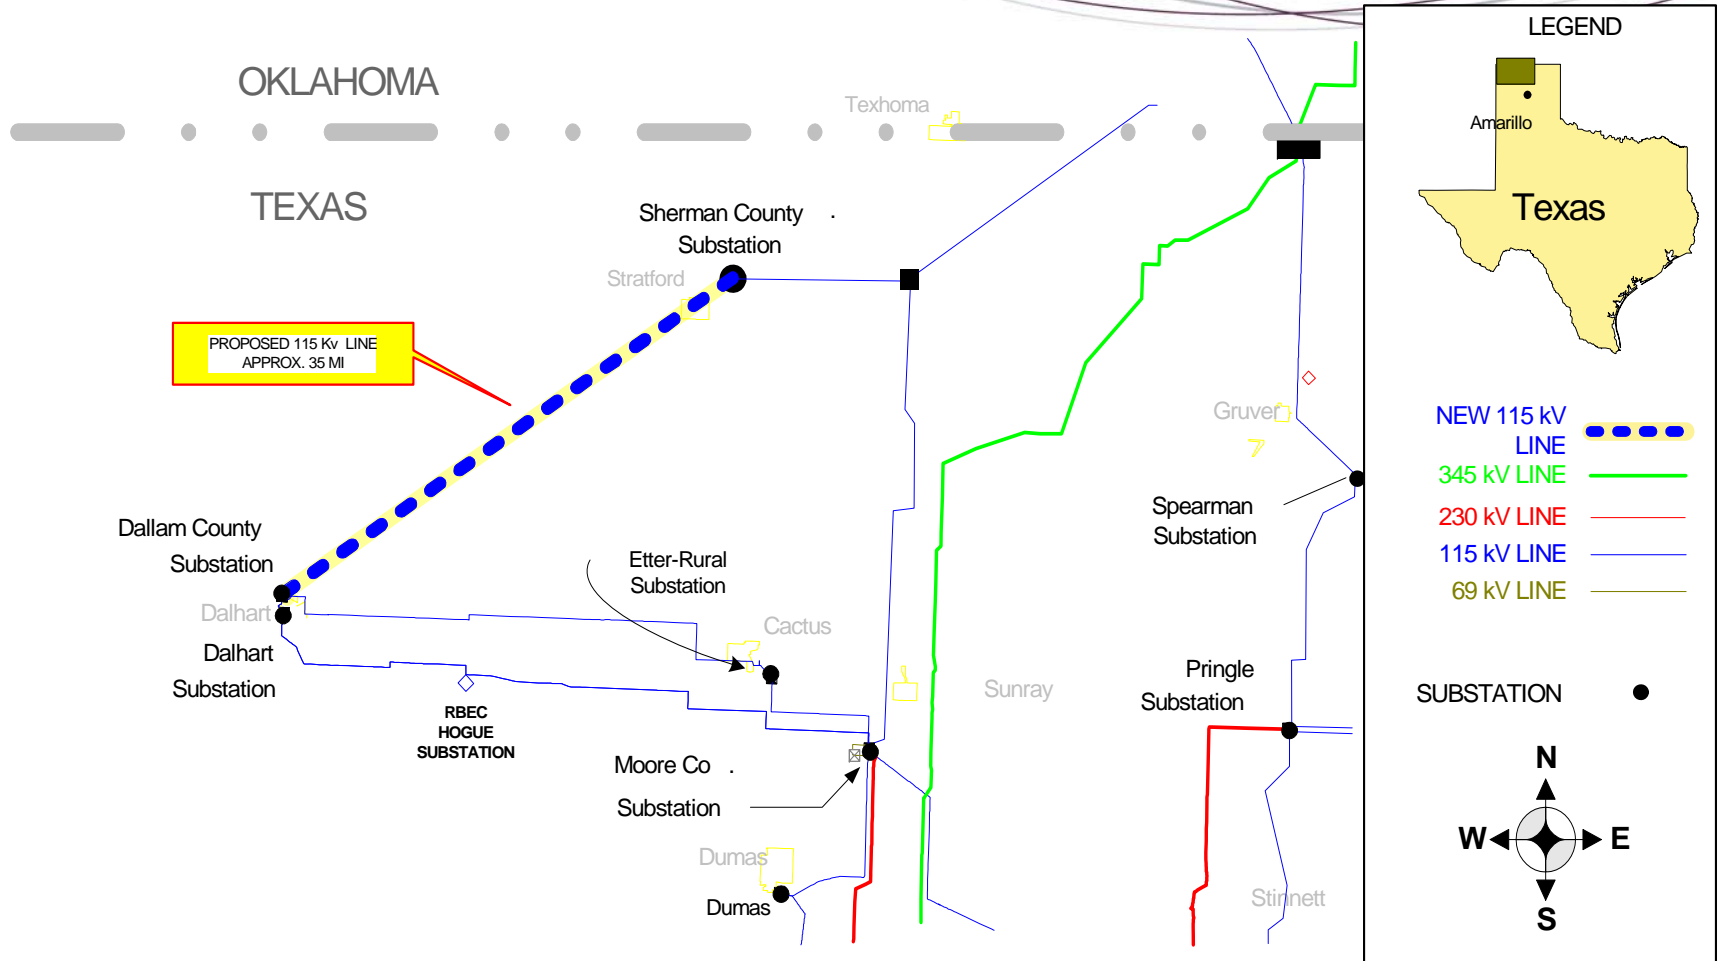 OKLAHOMA
TEXAS
Texhoma
Sherman County .
Substation
Stratford
PROPOSED 115 Kv LINE
APPROX. 35 MI
Gruver
Spearman
Substation
Dallam County
Substation
Etter-Rural
Substation
Dalhart
Cactus
Dalhart
Substation
Sunray
Pringle
Substation
RBEC
HOGUE
SUBSTATION
Moore Co .
Substation
Dumas
Dumas
Stinnett
LEGEND
Amarillo
Texas
NEW 115 kV
LINE
345 kV LINE
230 kV LINE
115 kV LINE
69 kV LINE
SUBSTATION
N
W E
S